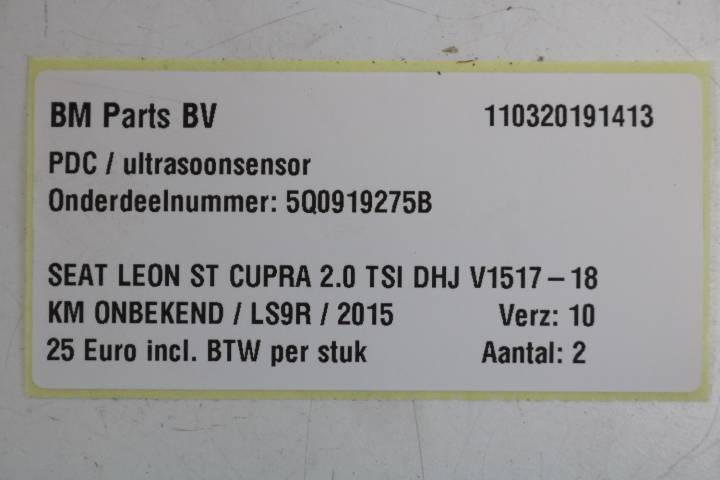 BM Parts BV 110320191413
PDC / ultrasoonsensor
Onderdeelnummer: 5Q0919275B
SEAT LEON ST CUPRA 2.0 TSI DHJ V1517 – 18
KM ONBEKEND / LS9R / 2015 Verz: 10
25 Euro incl. BTW per stuk Aantal: 2